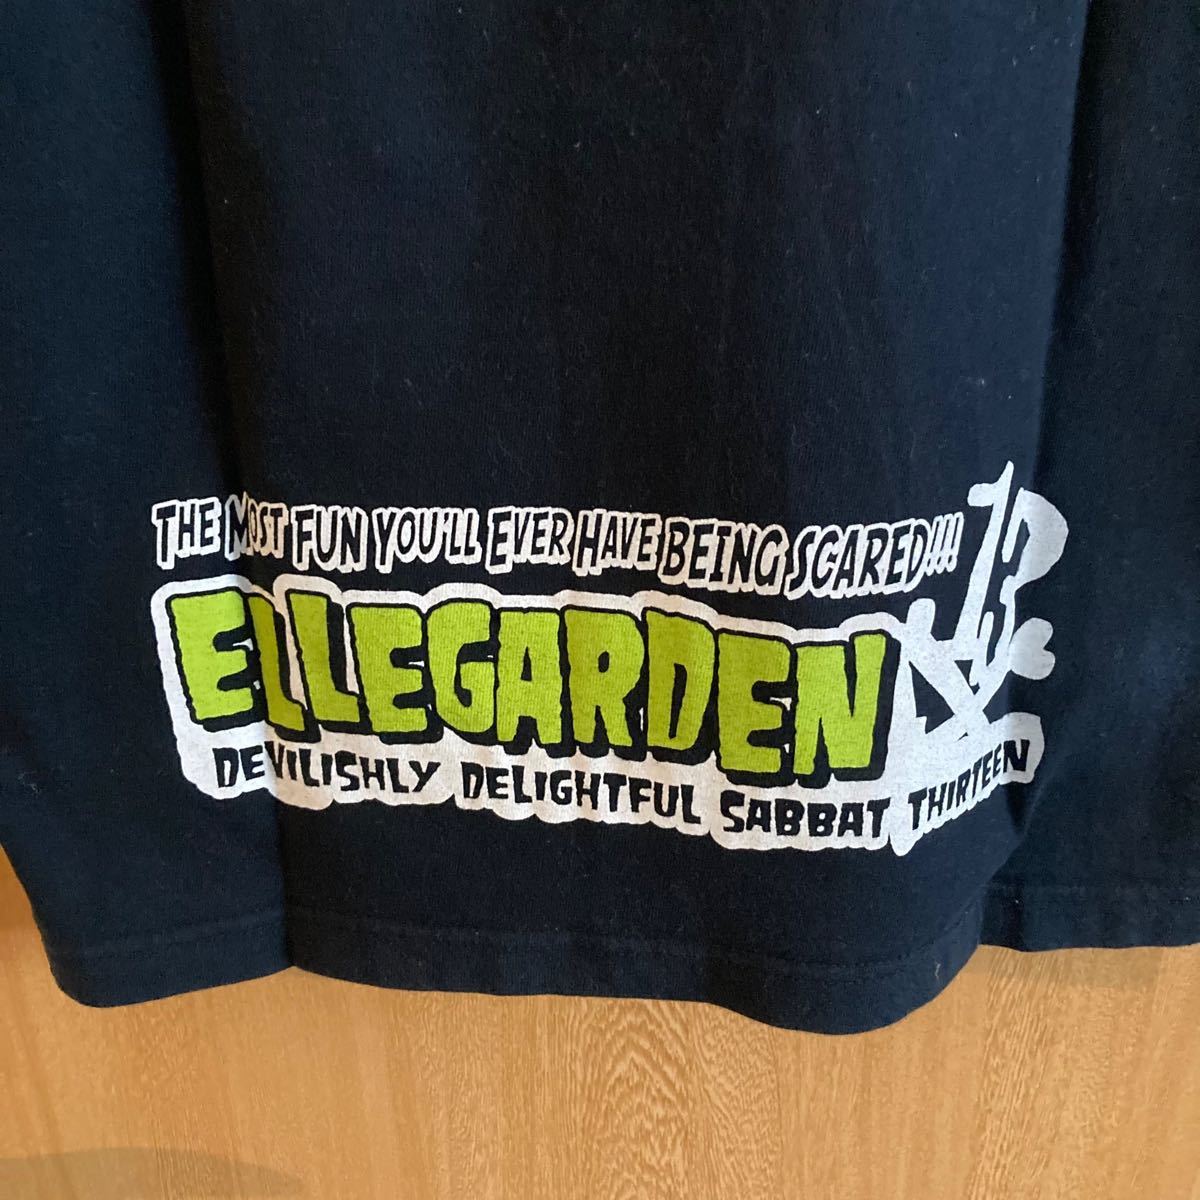 THE MOST FUN YOU'LL EVER HAVE BEING SCARED!!!
13
ELLEGARDEN
DEVILISHLY DELIGHTFUL SABBAT THIRTEEN